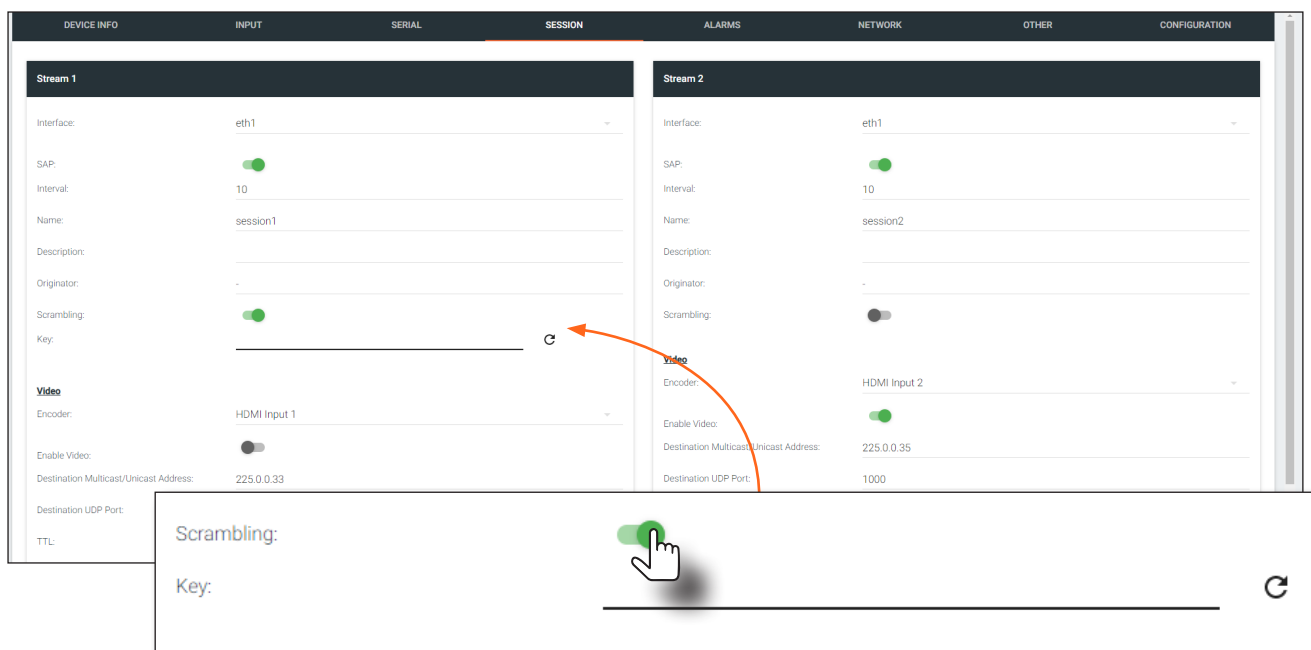 DEVICE INFO INPUT SERIAL SESSION ALARMS NETWORK OTHER CONFIGURATION
Stream 1
Interface: eth1
SAP:
Interval: 10
Name: session1
Description:
Originator: -
Scrambling:
Key:
Video
Encoder: HDMI Input 1
Enable Video:
Destination Multicast/Unicast Address: 225.0.0.33
Destination UDP Port:
TTL:
Stream 2
Interface: eth1
SAP:
Interval: 10
Name: session2
Description:
Originator: -
Scrambling:
Video
Encoder: HDMI Input 2
Enable Video:
Destination Multicast/Unicast Address: 225.0.0.35
Destination UDP Port: 1000
Scrambling:
Key: